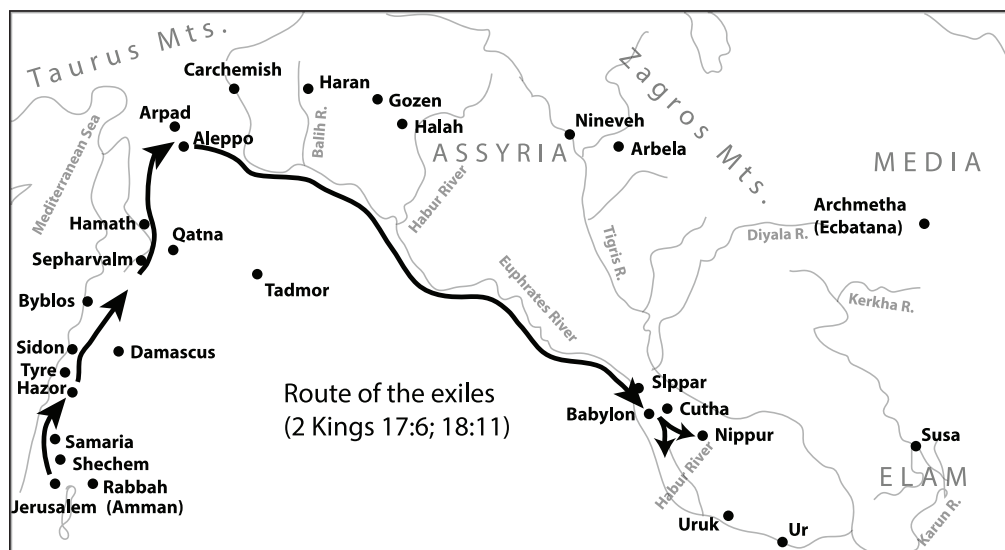 Taurus Mts.
Carchemish
Haran
Gozen
Halah
Arpad
Aleppo
Balih R.
Mediterranean Sea
ASSYRIA
Nineveh
Arbela
Zagros Mts.
MEDIA
Archmetha
(Ecbatana)
Habur River
Hamath
Qatna
Sepharvalm
Tadmor
Tigris R.
Diyala R.
Kerkha R.
Euphrates River
Byblos
Sidon
Damascus
Tyre
Hazor
Route of the exiles
(2 Kings 17:6; 18:11)
Slppar
Babylon
Cutha
Nippur
Samaria
Shechem
Rabbah
Jerusalem (Amman)
Habur River
Susa
ELAM
Karun R.
Uruk
Ur